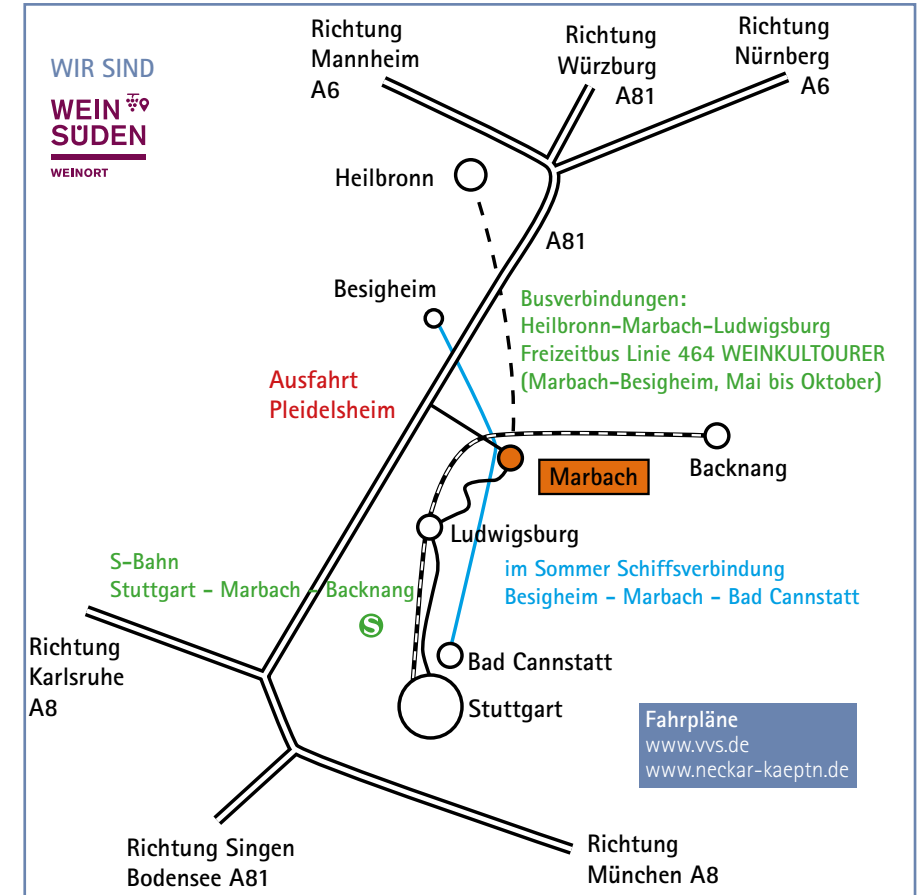 Richtung
Mannheim
A6
Richtung
Würzburg
A81
Richtung
Nürnberg
A6
WIR SIND
WEIN
SÜDEN
WEINORT
Heilbronn
A81
Besigheim
Busverbindungen:
Heilbronn-Marbach-Ludwigsburg
Freizeitbus Linie 464 WEINKULTOURER
(Marbach-Besigheim, Mai bis Oktober)
Ausfahrt
Pleidelsheim
Backnang
Marbach
Ludwigsburg
S-Bahn
Stuttgart - Marbach - Backnang
S
im Sommer Schiffsverbindung
Besigheim - Marbach - Bad Cannstatt
Richtung
Karlsruhe
A8
Bad Cannstatt
Stuttgart
Fahrpläne
www.vvs.de
www.neckar-kaeptn.de
Richtung Singen
Bodensee A81
Richtung
München A8